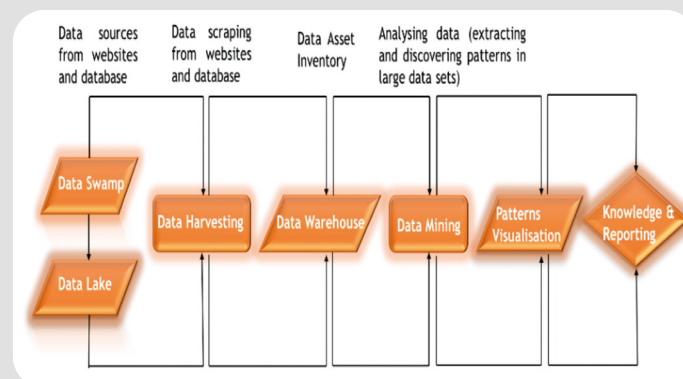 Data sources
from websites
and database
Data scraping
from websites
and database
Data Asset
Inventory
Analysing data (extracting
and discovering patterns in
large data sets)
Data Swamp
Data Lake
Data Harvesting
Data Warehouse
Data Mining
Patterns
Visualisation
Knowledge &
Reporting